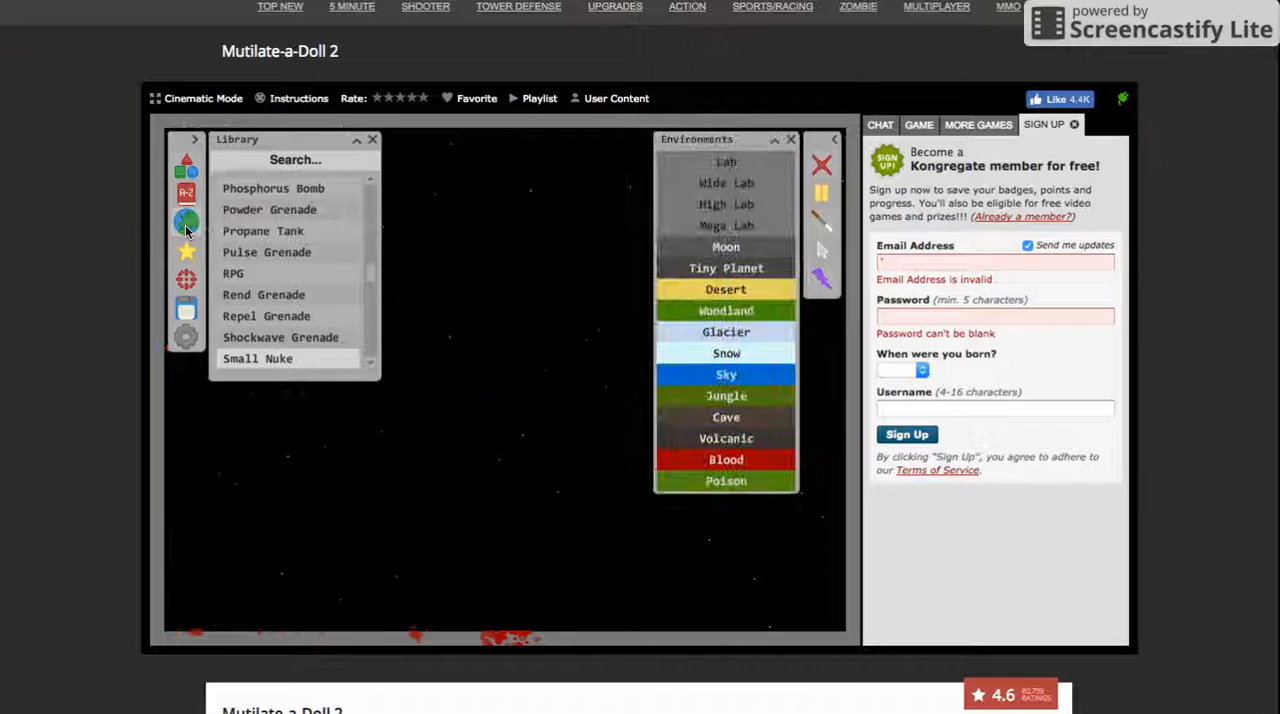 TOP NEW 5 MINUTE SHOOTER TOWER DEFENSE UPGRADES ACTION SPORTS/RACING ZOMBIE MULTIPLAYER MMO
powered by
Screencastify Lite
Mutilate-a-Doll 2
Cinematic Mode Instructions Rate: Favorite Playlist User Content Like 4.4K
CHAT GAME MORE GAMES SIGN UP
Library
Search...
A-Z
Phosphorus Bomb
Powder Grenade
Propane Tank
Pulse Grenade
RPG
Rend Grenade
Repel Grenade
Shockwave Grenade
Small Nuke
Environments
Lab
Wide Lab
High Lab
Mega Lab
Moon
Tiny Planet
Desert
Woodland
Glacier
Snow
Sky
Jungle
Cave
Volcanic
Blood
Poison
SIGN UP!
Become a
Kongregate member for free!
Sign up now to save your badges, points and
progress. You'll also be eligible for free video
games and prizes!!! (Already a member?)
Email Address Send me updates
Email Address is invalid
Password (min. 5 characters)
Password can't be blank
When were you born?
Username (4-16 characters)
Sign Up
By clicking "Sign Up", you agree to adhere to
our Terms of Service.
4.6 80,759 RATINGS
Mutilate-a-Doll 2